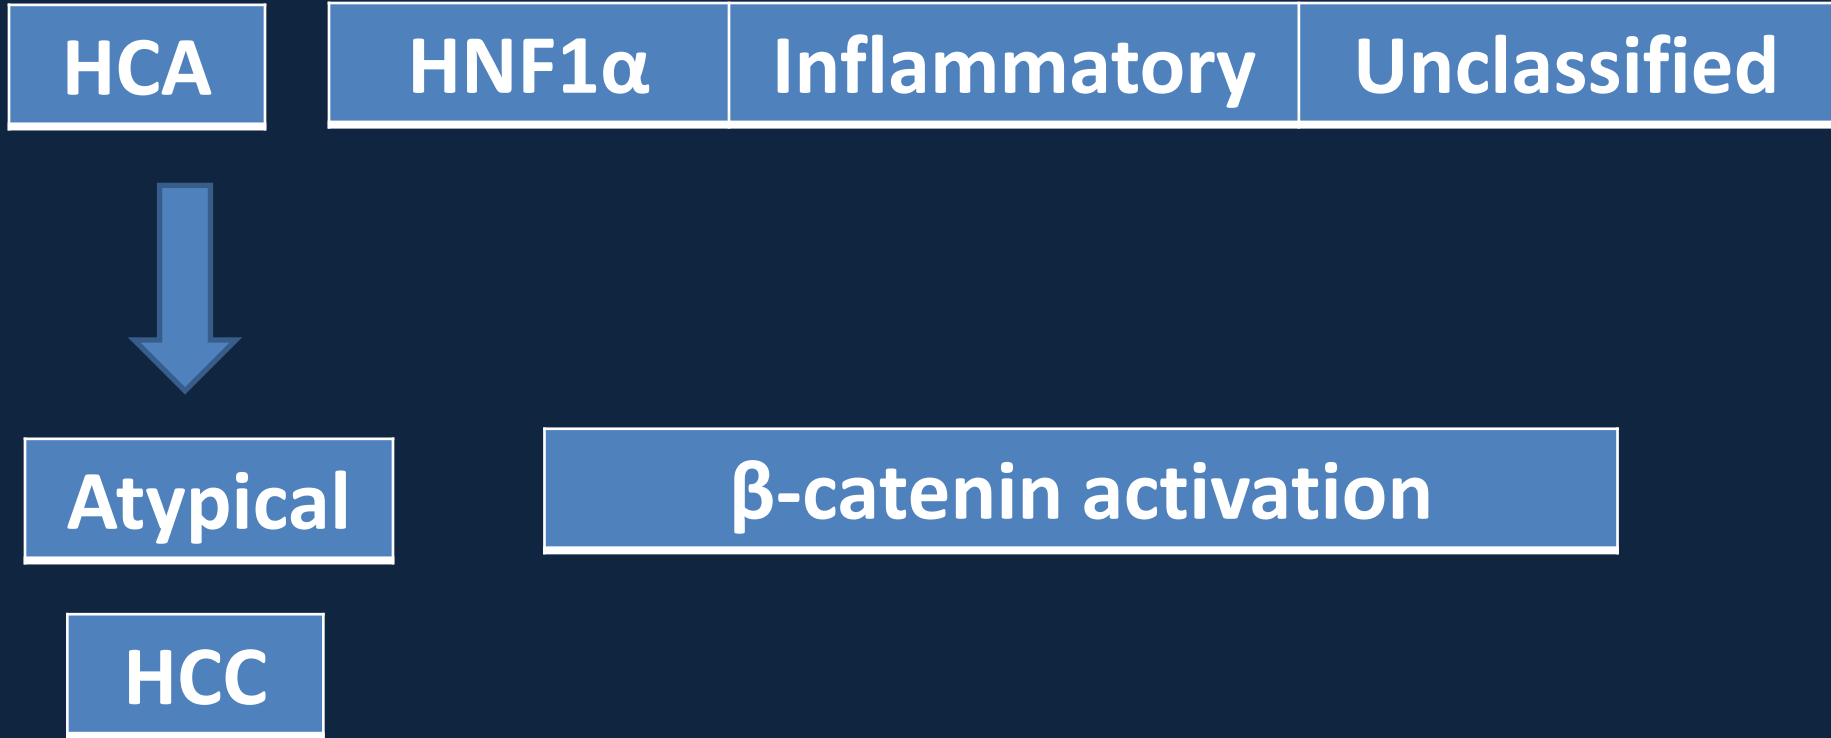 HCA HNF1α Inflammatory Unclassified
Atypical β-catenin activation
HCC